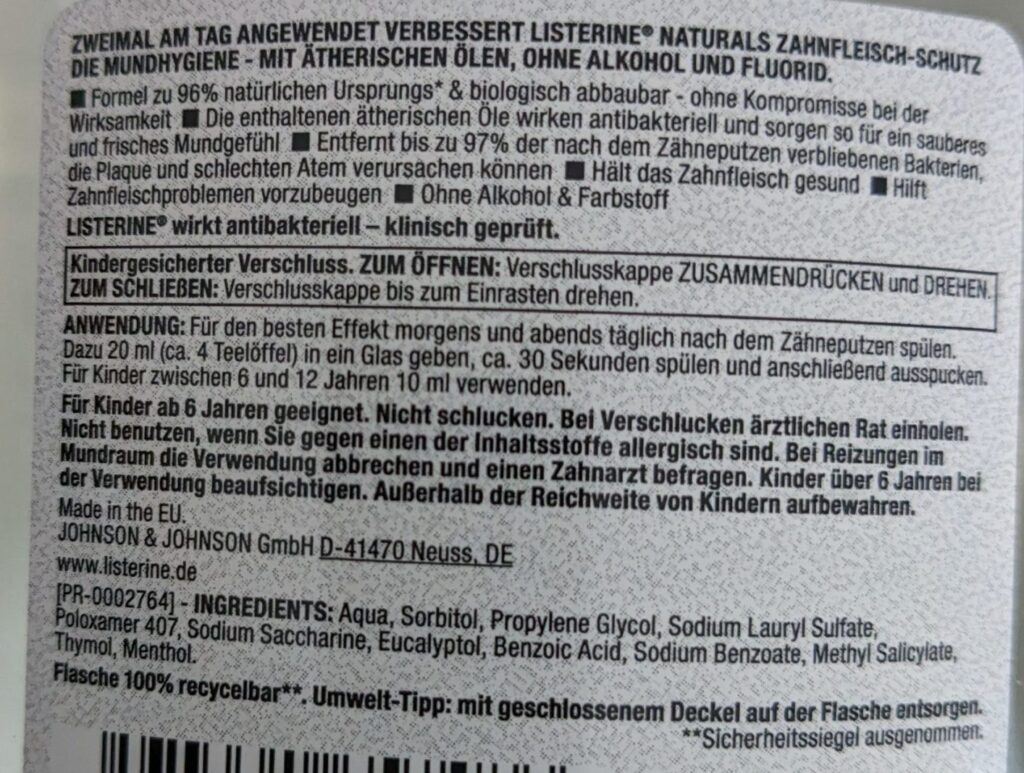 ZWEIMAL AM TAG ANGEWENDET VERBESSERT LISTERINE® NATURALS ZAHNFLEISCH-SCHUTZ
DIE MUNDHYGIENE - MIT ÄTHERISCHEN ÖLEN, OHNE ALKOHOL UND FLUORID.
■ Formel zu 96% natürlichen Ursprungs* & biologisch abbaubar - ohne Kompromisse bei der
Wirksamkeit ■ Die enthaltenen ätherischen Öle wirken antibakteriell und sorgen so für ein sauberes
und frisches Mundgefühl ■ Entfernt bis zu 97% der nach dem Zähneputzen verbliebenen Bakterien,
die Plaque und schlechten Atem verursachen können ■ Hält das Zahnfleisch gesund ■ Hilft
Zahnfleischproblemen vorzubeugen ■ Ohne Alkohol & Farbstoff
LISTERINE® wirkt antibakteriell – klinisch geprüft.
Kindergesicherter Verschluss. ZUM ÖFFNEN: Verschlusskappe ZUSAMMENDRÜCKEN und DREHEN.
ZUM SCHLIEßEN: Verschlusskappe bis zum Einrasten drehen.
ANWENDUNG: Für den besten Effekt morgens und abends täglich nach dem Zähneputzen spülen.
Dazu 20 ml (ca. 4 Teelöffel) in ein Glas geben, ca. 30 Sekunden spülen und anschließend ausspucken.
Für Kinder zwischen 6 und 12 Jahren 10 ml verwenden.
Für Kinder ab 6 Jahren geeignet. Nicht schlucken. Bei Verschlucken ärztlichen Rat einholen.
Nicht benutzen, wenn Sie gegen einen der Inhaltsstoffe allergisch sind. Bei Reizungen im
Mundraum die Verwendung abbrechen und einen Zahnarzt befragen. Kinder über 6 Jahren bei
der Verwendung beaufsichtigen. Außerhalb der Reichweite von Kindern aufbewahren.
Made in the EU.
JOHNSON & JOHNSON GmbH D-41470 Neuss, DE
www.listerine.de
[PR-0002764] - INGREDIENTS: Aqua, Sorbitol, Propylene Glycol, Sodium Lauryl Sulfate,
Poloxamer 407, Sodium Saccharine, Eucalyptol, Benzoic Acid, Sodium Benzoate, Methyl Salicylate,
Thymol, Menthol.
Flasche 100% recycelbar**. Umwelt-Tipp: mit geschlossenem Deckel auf der Flasche entsorgen.
**Sicherheitssiegel ausgenommen.